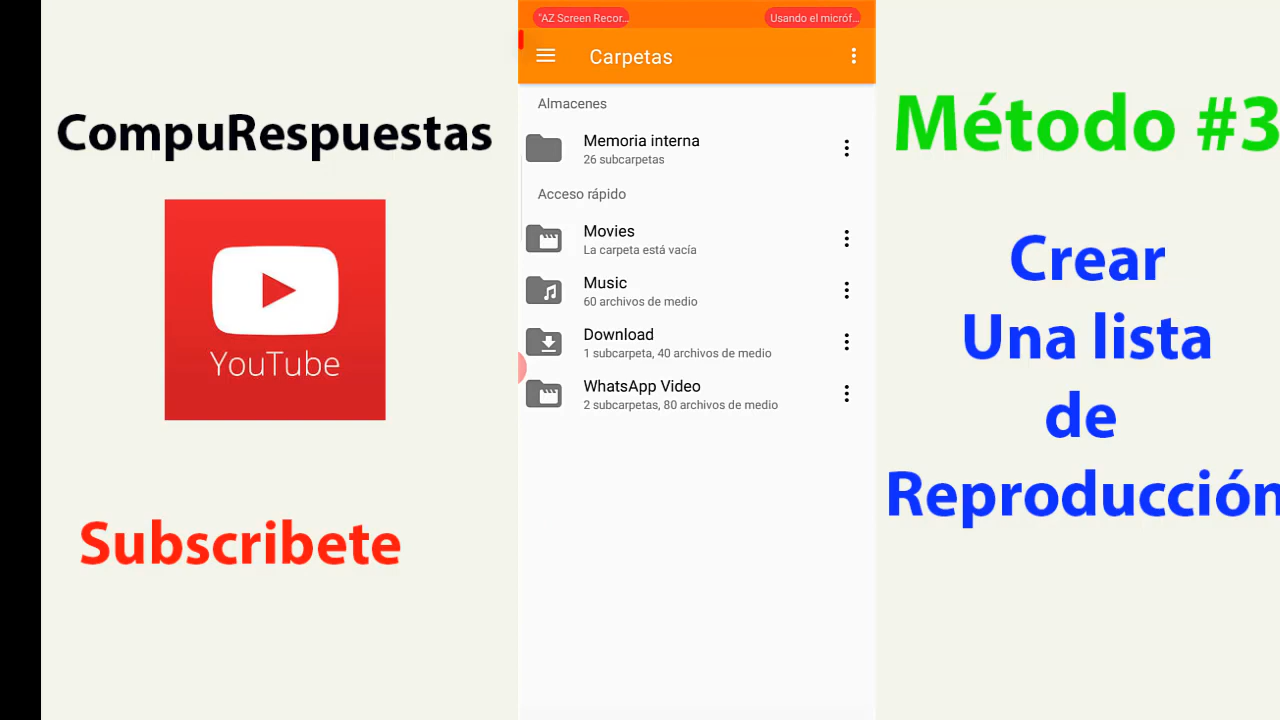 CompuRespuestas
YouTube
Subscribete
"AZ Screen Recor...
Usando el micróf...
Carpetas
Almacenes
Memoria interna
26 subcarpetas
Acceso rápido
Movies
La carpeta está vacía
Music
60 archivos de medio
Download
1 subcarpeta, 40 archivos de medio
WhatsApp Video
2 subcarpetas, 80 archivos de medio
Método #3
Crear
Una lista
de
Reproducción